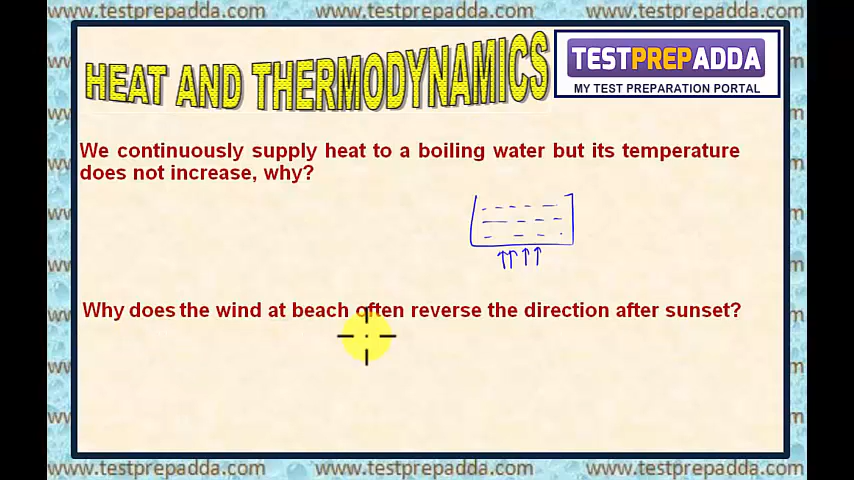 www.testprepadda.com www.testprepadda.com www.testprepadda.com
HEAT AND THERMODYNAMICS
TESTPREPADDA
MY TEST PREPARATION PORTAL
We continuously supply heat to a boiling water but its temperature
does not increase, why?
Why does the wind at beach often reverse the direction after sunset?
www.testprepadda.com www.testprepadda.com www.testprepadda.com